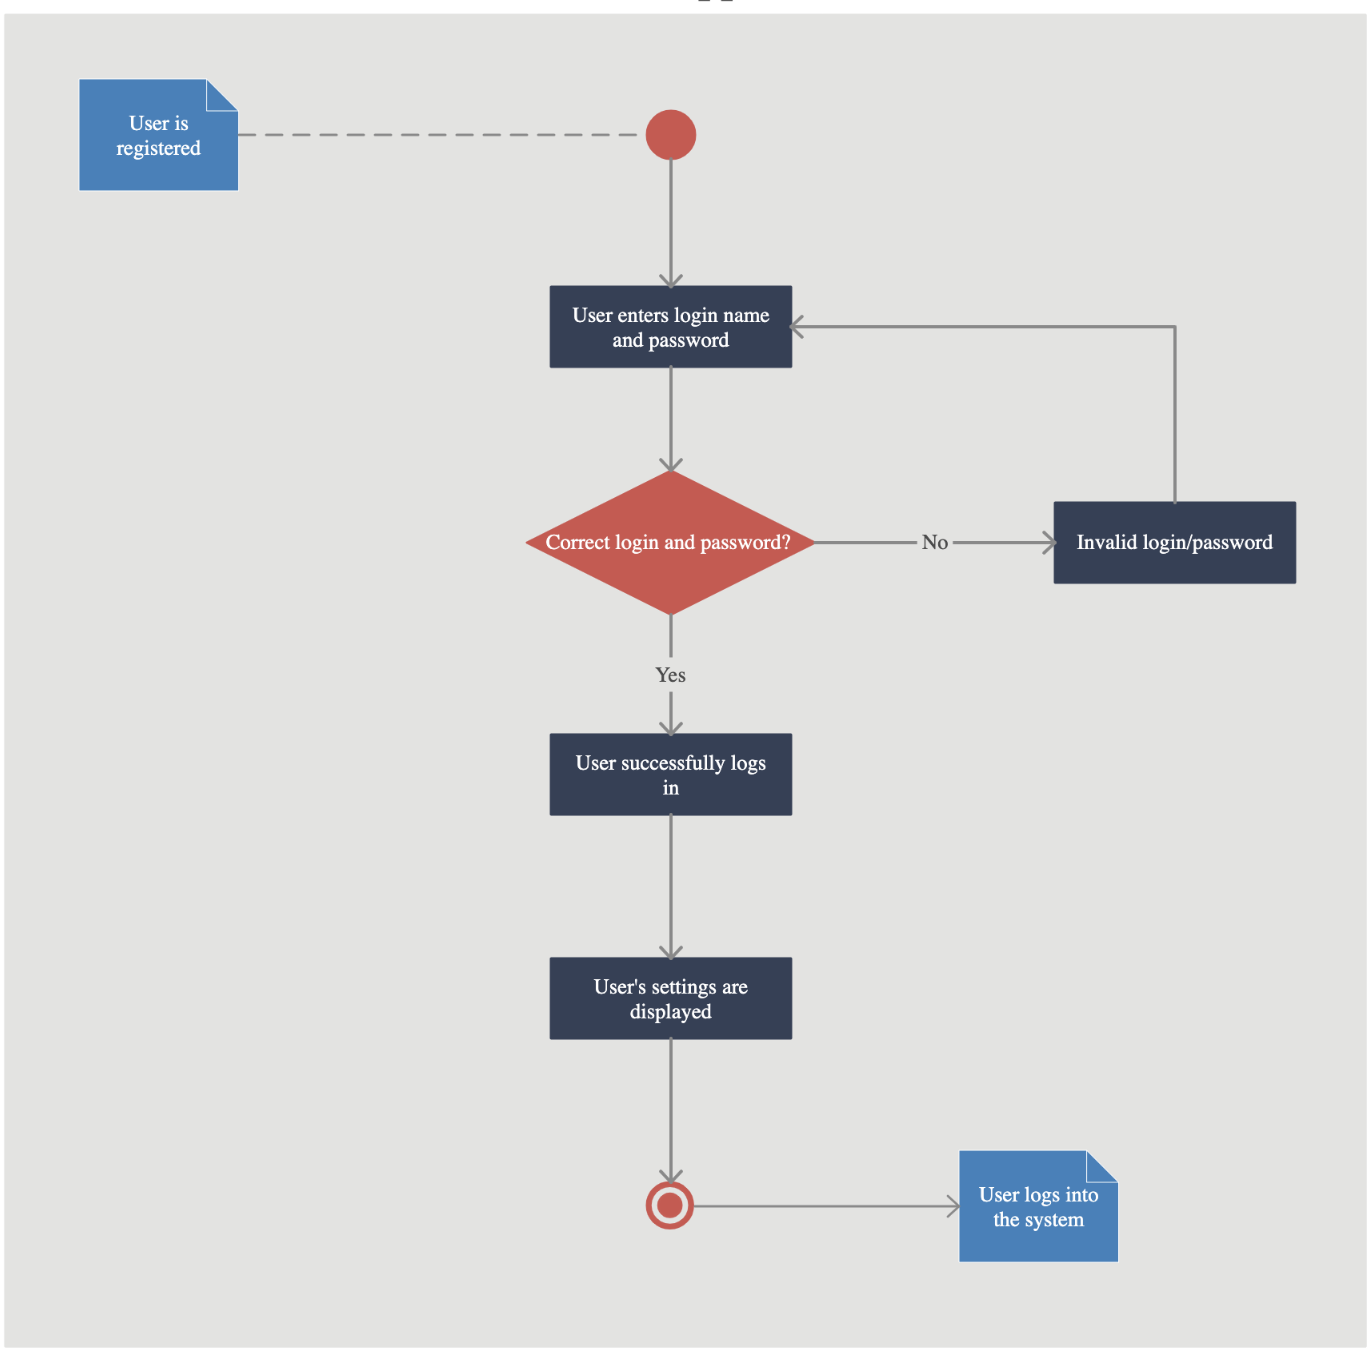 User is
registered
User enters login name
and password
Correct login and password?
No
Invalid login/password
Yes
User successfully logs
in
User's settings are
displayed
User logs into
the system